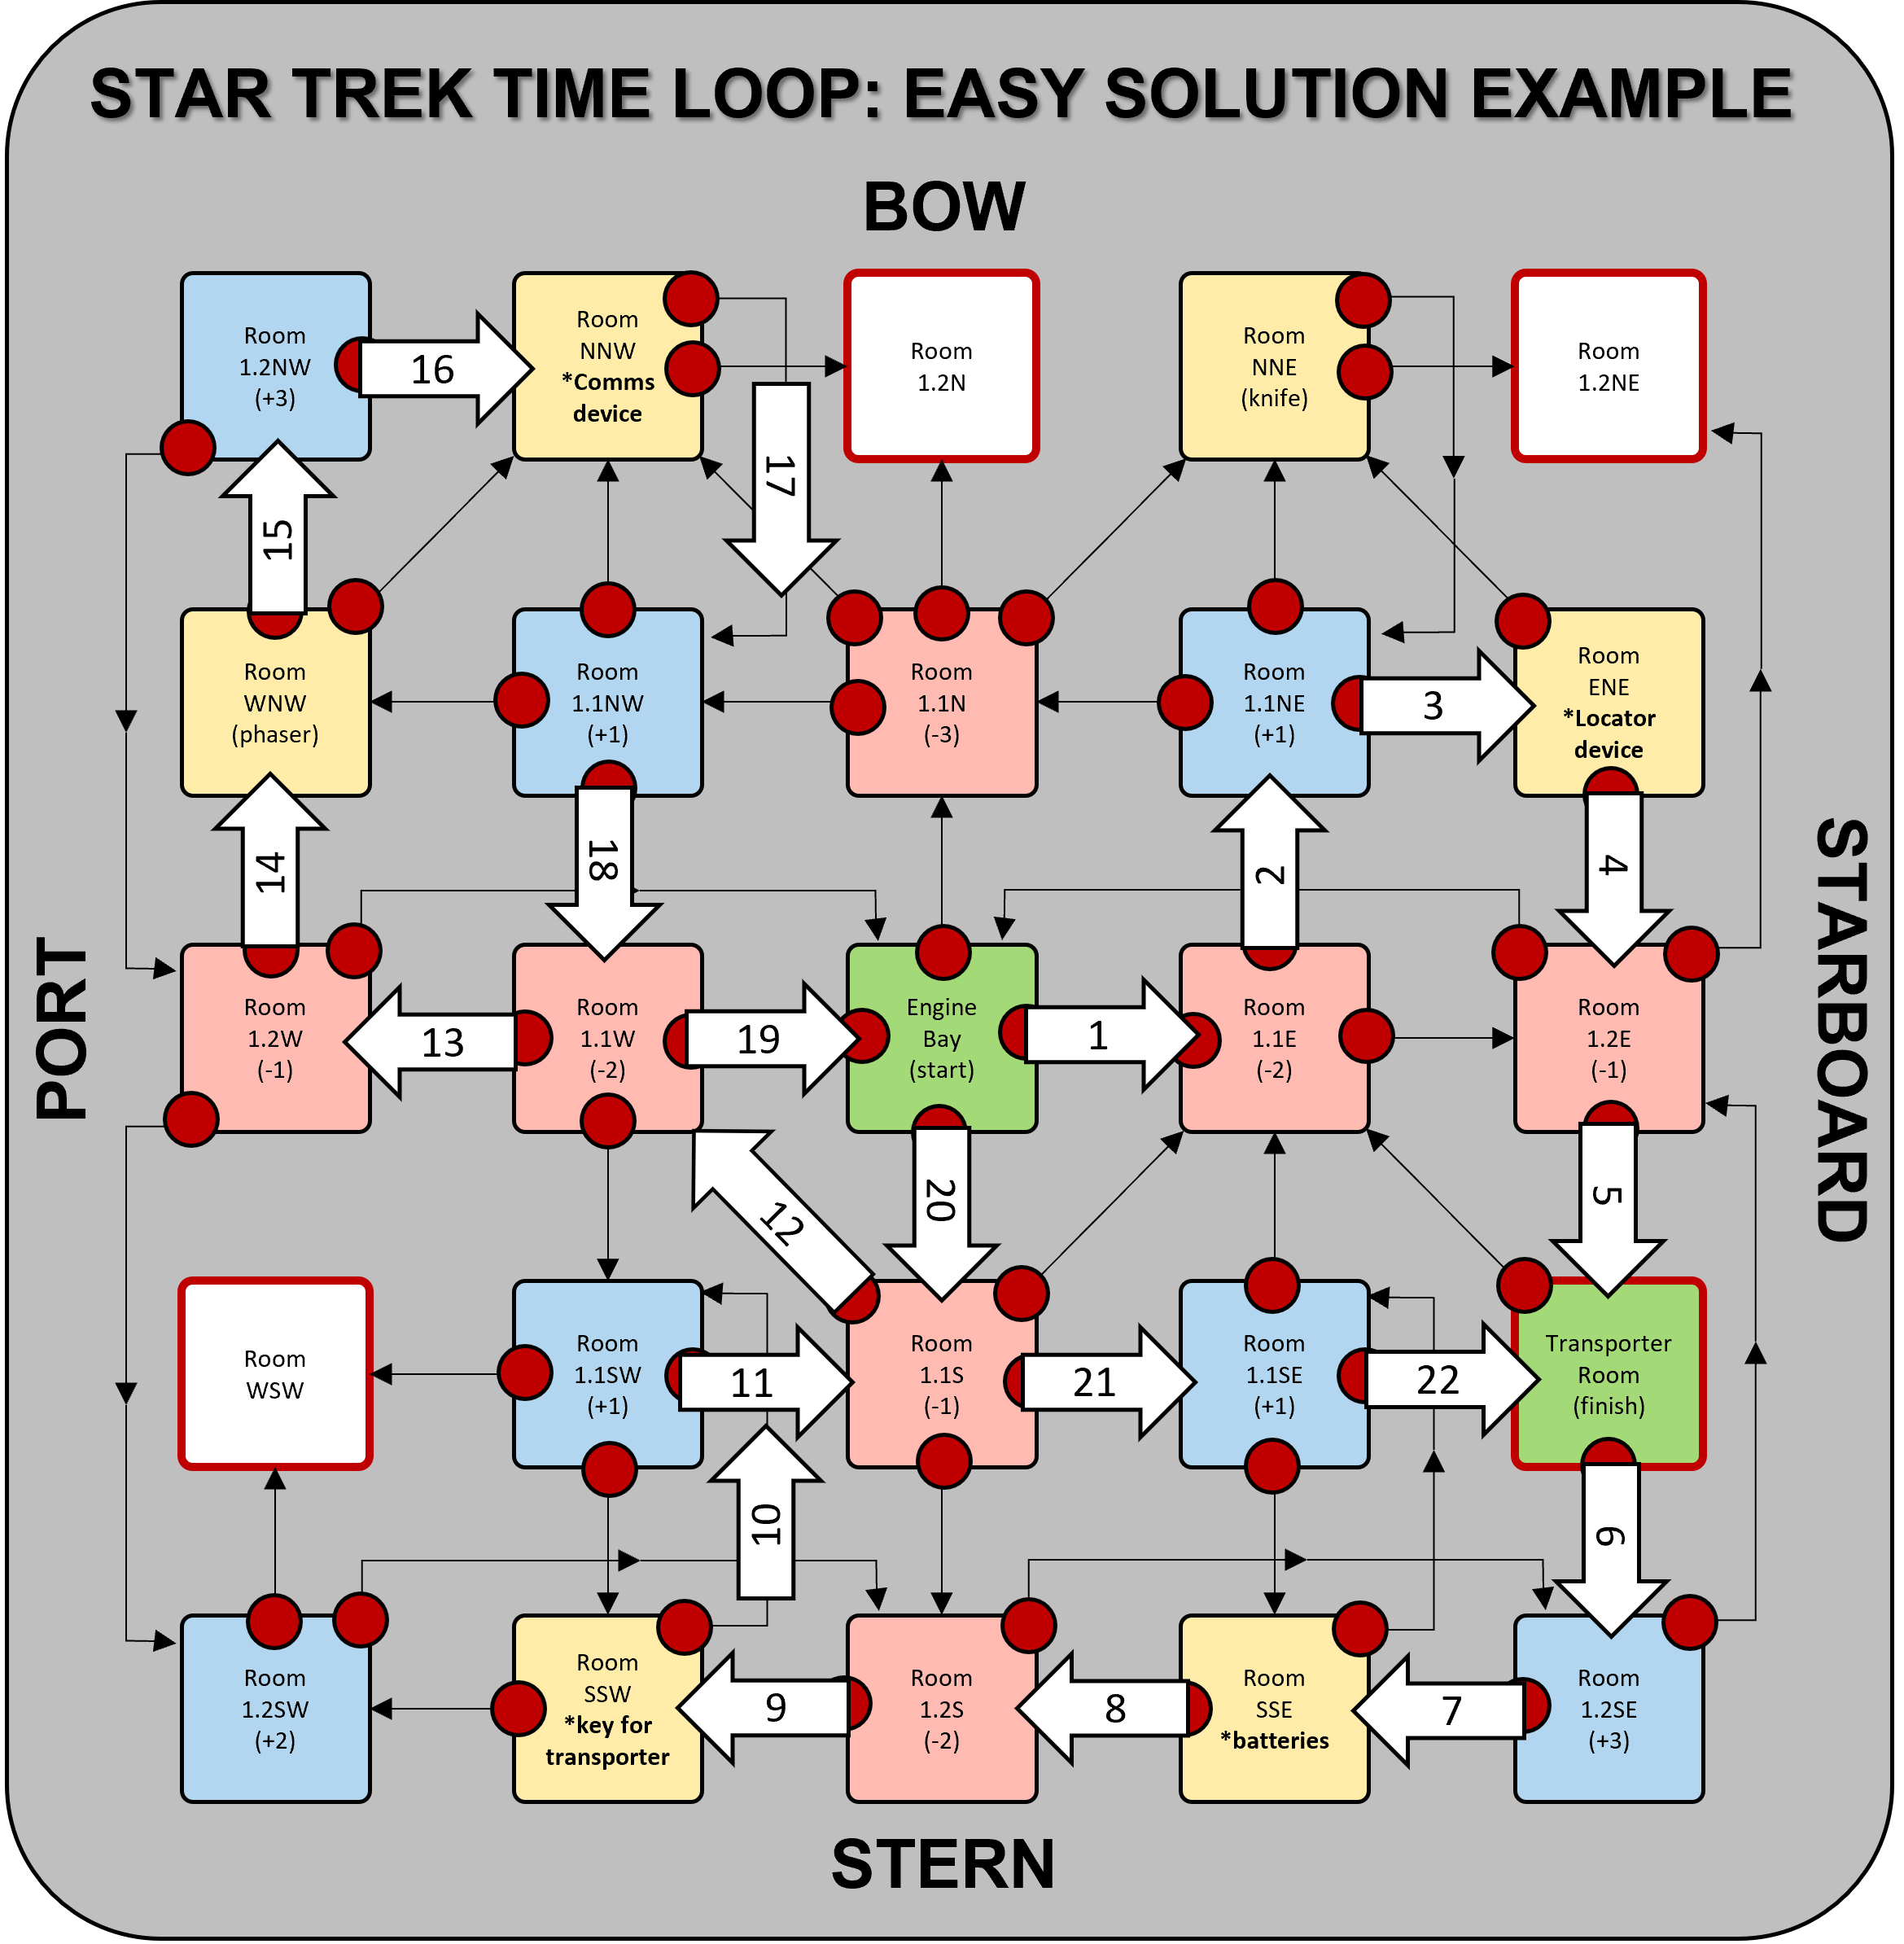 STAR TREK TIME LOOP: EASY SOLUTION EXAMPLE
BOW
Room
1.2NW
(+3)
16
Room
NNW
*Comms
device
Room
1.2N
Room
NNE
(knife)
Room
1.2NE
15
17
Room
WNW
(phaser)
Room
1.1NW
(+1)
Room
1.1N
(-3)
Room
1.1NE
(+1)
3
Room
ENE
*Locator
device
14
18
2
4
PORT
STARBOARD
Room
1.2W
(-1)
13
Room
1.1W
(-2)
19
Engine
Bay
(start)
1
Room
1.1E
(-2)
Room
1.2E
(-1)
12
20
5
Room
WSW
Room
1.1SW
(+1)
11
Room
1.1S
(-1)
21
Room
1.1SE
(+1)
22
Transporter
Room
(finish)
10
6
Room
1.2SW
(+2)
Room
SSW
*key for
transporter
9
Room
1.2S
(-2)
8
Room
SSE
*batteries
7
Room
1.2SE
(+3)
STERN